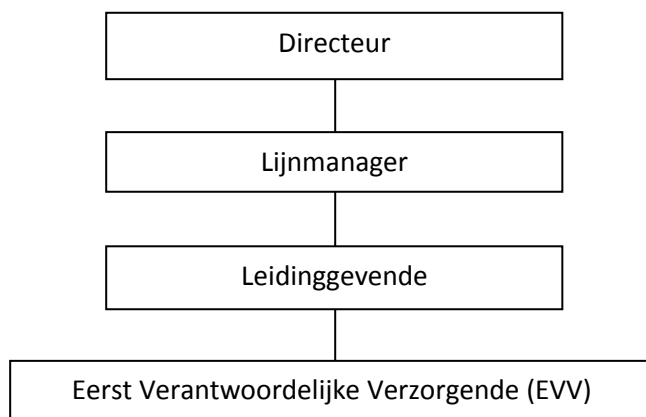 Directeur
Lijnmanager
Leidinggevende
Eerst Verantwoordelijke Verzorgende (EVV)